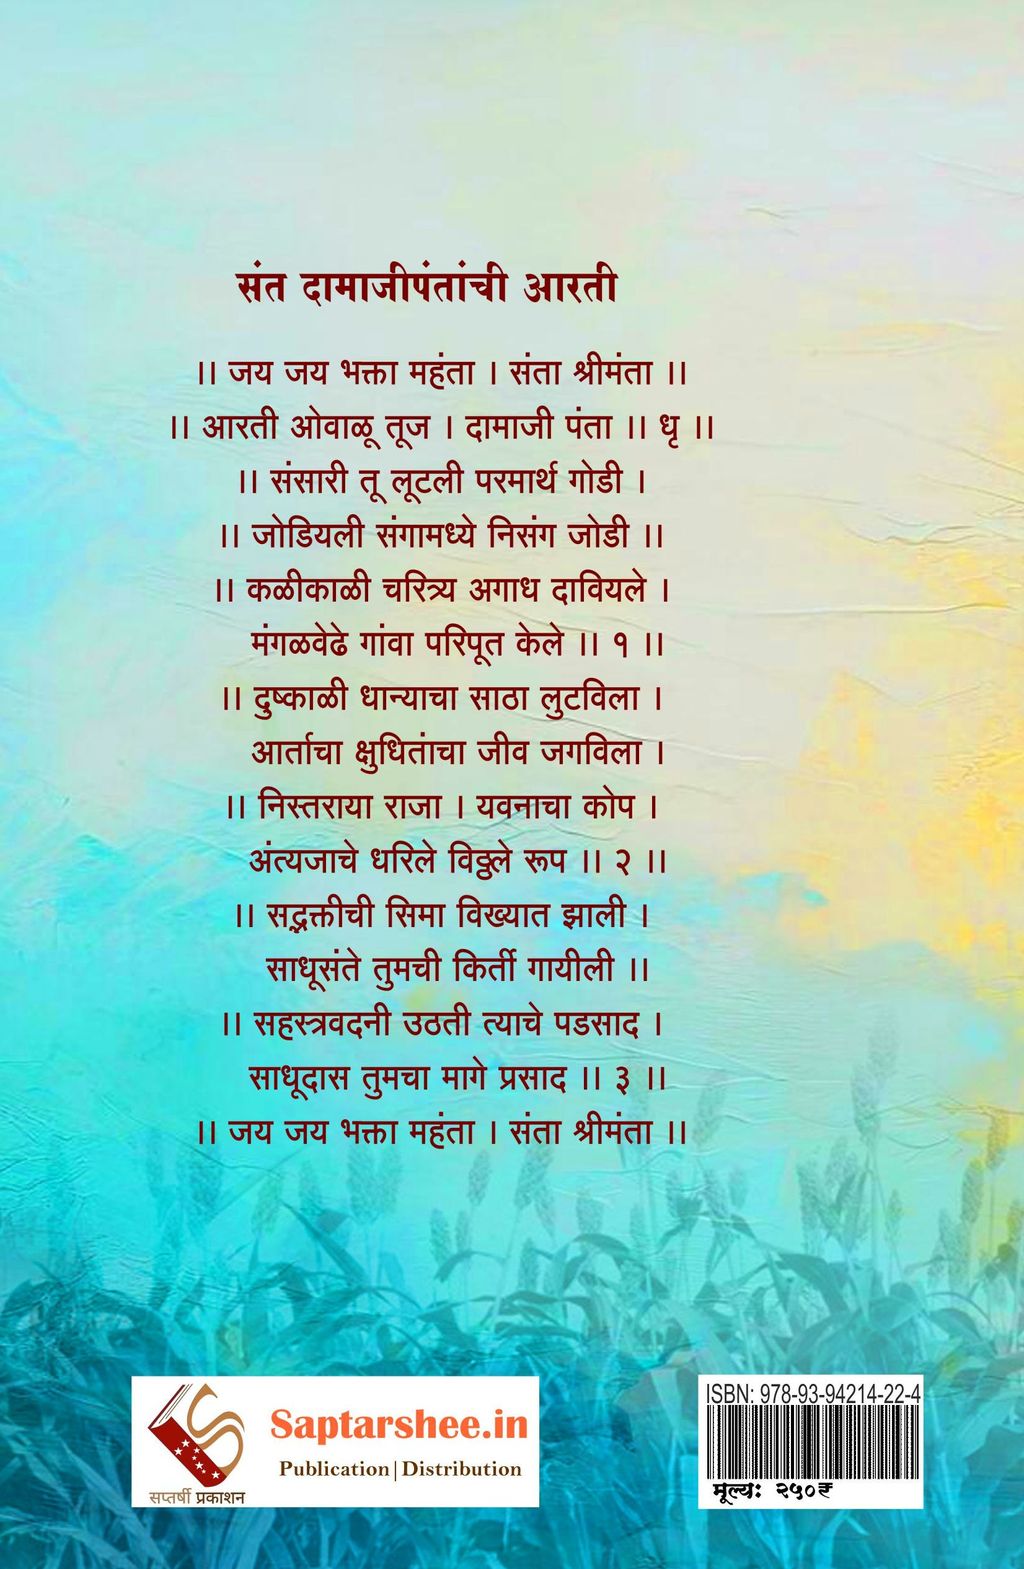 संत दामाजीपंतांची आरती
।। जय जय भक्ता महंता । संता श्रीमंता ।।
।। आरती ओवाळू तूज । दामाजी पंता ।। धृ ।।
।। संसारी तू लूटली परमार्थ गोडी ।
।। जोडियली संगामध्ये निसंग जोडी ।।
।। कळीकाळी चरित्र्य अगाध दावियले ।
मंगळवेढे गांवा परिपूत केले ।। १ ।।
।। दुष्काळी धान्याचा साठा लुटविला ।
आर्ताचा क्षुधितांचा जीव जगविला ।
।। निस्तराया राजा । यवनाचा कोप ।
अंत्यजाचे धरिले विठ्ठले रूप ।। २ ।।
।। सद्भक्तीची सिमा विख्यात झाली ।
साधूसंते तुमची किर्ती गायीली ।।
।। सहस्त्रवदनी उठती त्याचे पडसाद ।
साधूदास तुमचा मागे प्रसाद ।। ३ ।।
।। जय जय भक्ता महंता । संता श्रीमंता ।।
Saptarshee.in
Publication|Distribution
सप्तर्षी प्रकाशन
ISBN: 978-93-94214-22-4
मूल्य: २५०₹